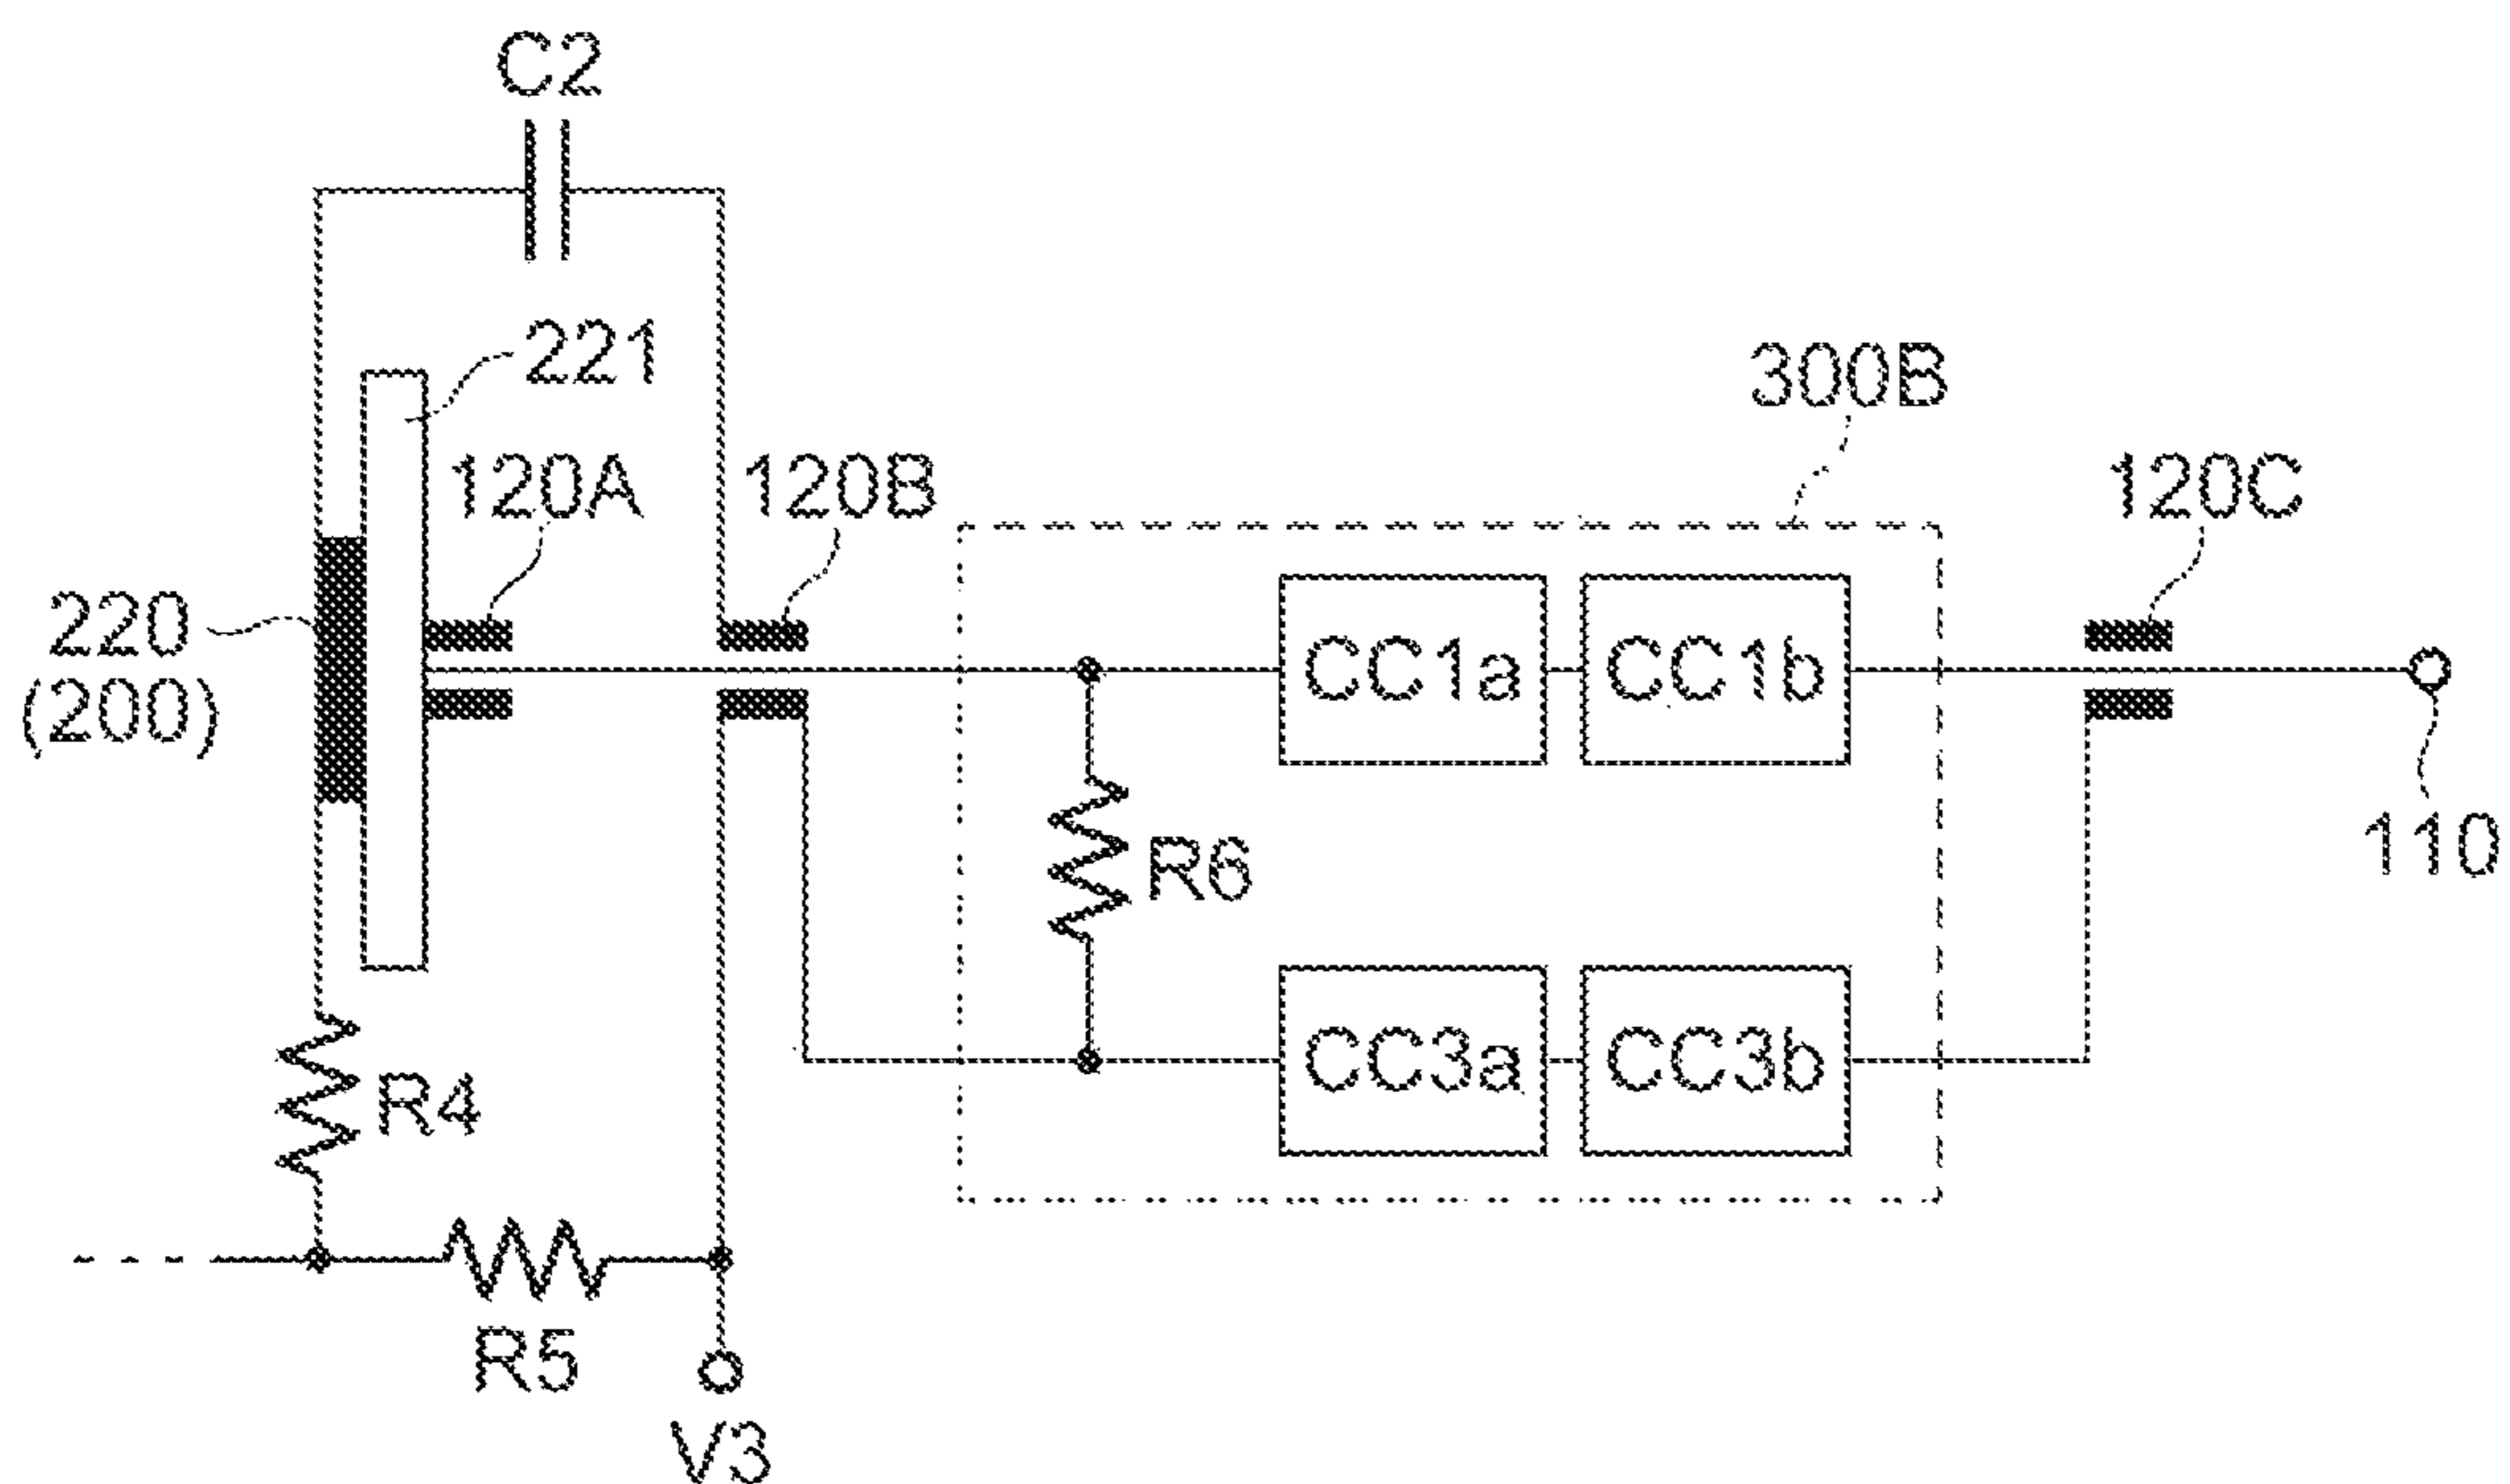 C2
221
300B
120A
120B
120C
220
(200)
CC1a
CC1b
110
R6
CC3a
CC3b
R4
R5
V3